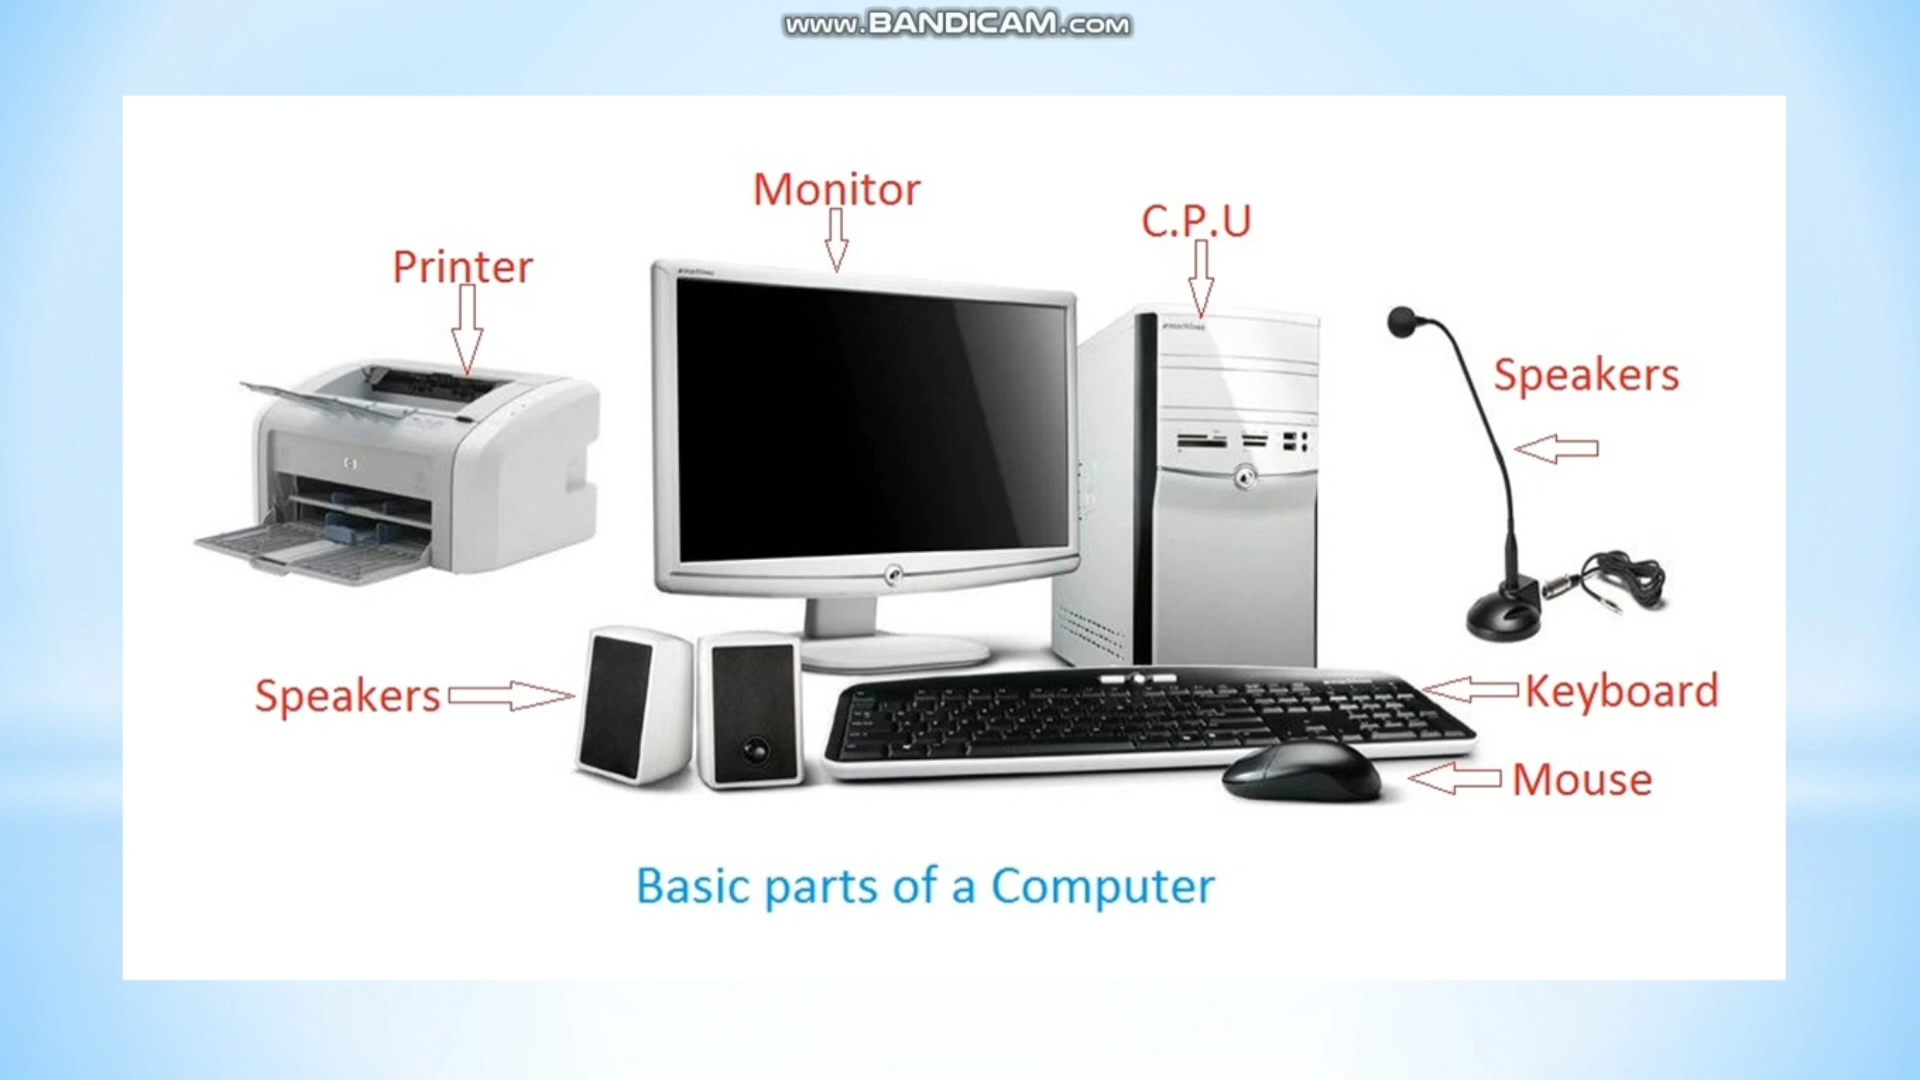 www.BANDICAM.com
Monitor
C.P.U
Printer
Speakers
Speakers
Keyboard
Mouse
Basic parts of a Computer